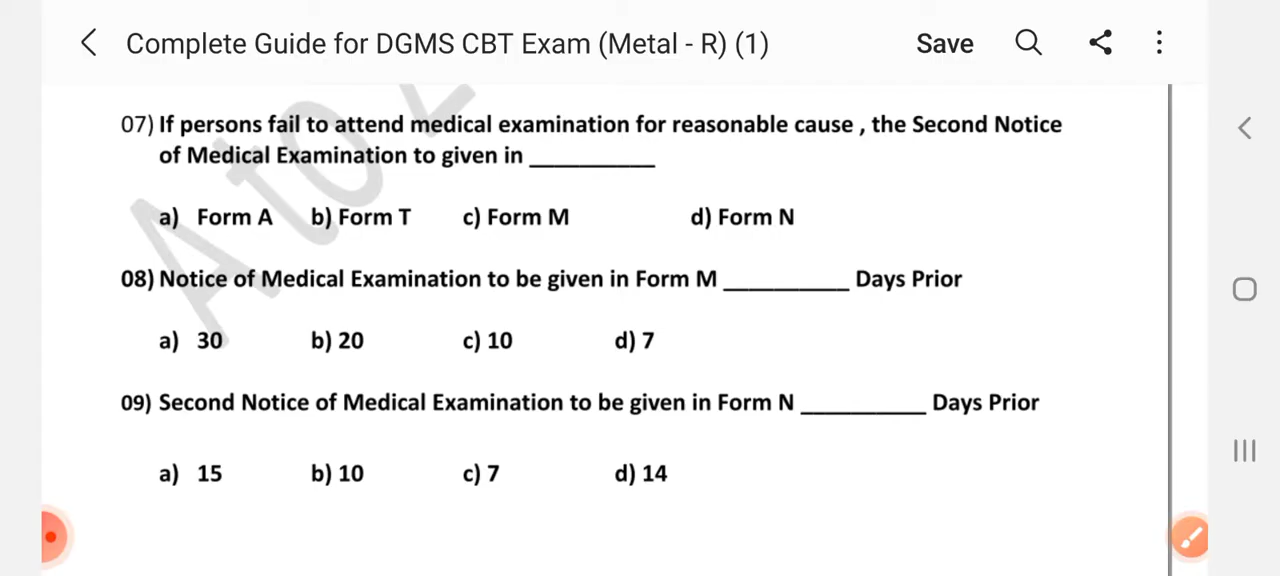 Complete Guide for DGMS CBT Exam (Metal - R) (1) Save
A to Z
07) If persons fail to attend medical examination for reasonable cause , the Second Notice
of Medical Examination to given in __________
a) Form A b) Form T c) Form M d) Form N
08) Notice of Medical Examination to be given in Form M __________ Days Prior
a) 30 b) 20 c) 10 d) 7
09) Second Notice of Medical Examination to be given in Form N __________ Days Prior
a) 15 b) 10 c) 7 d) 14